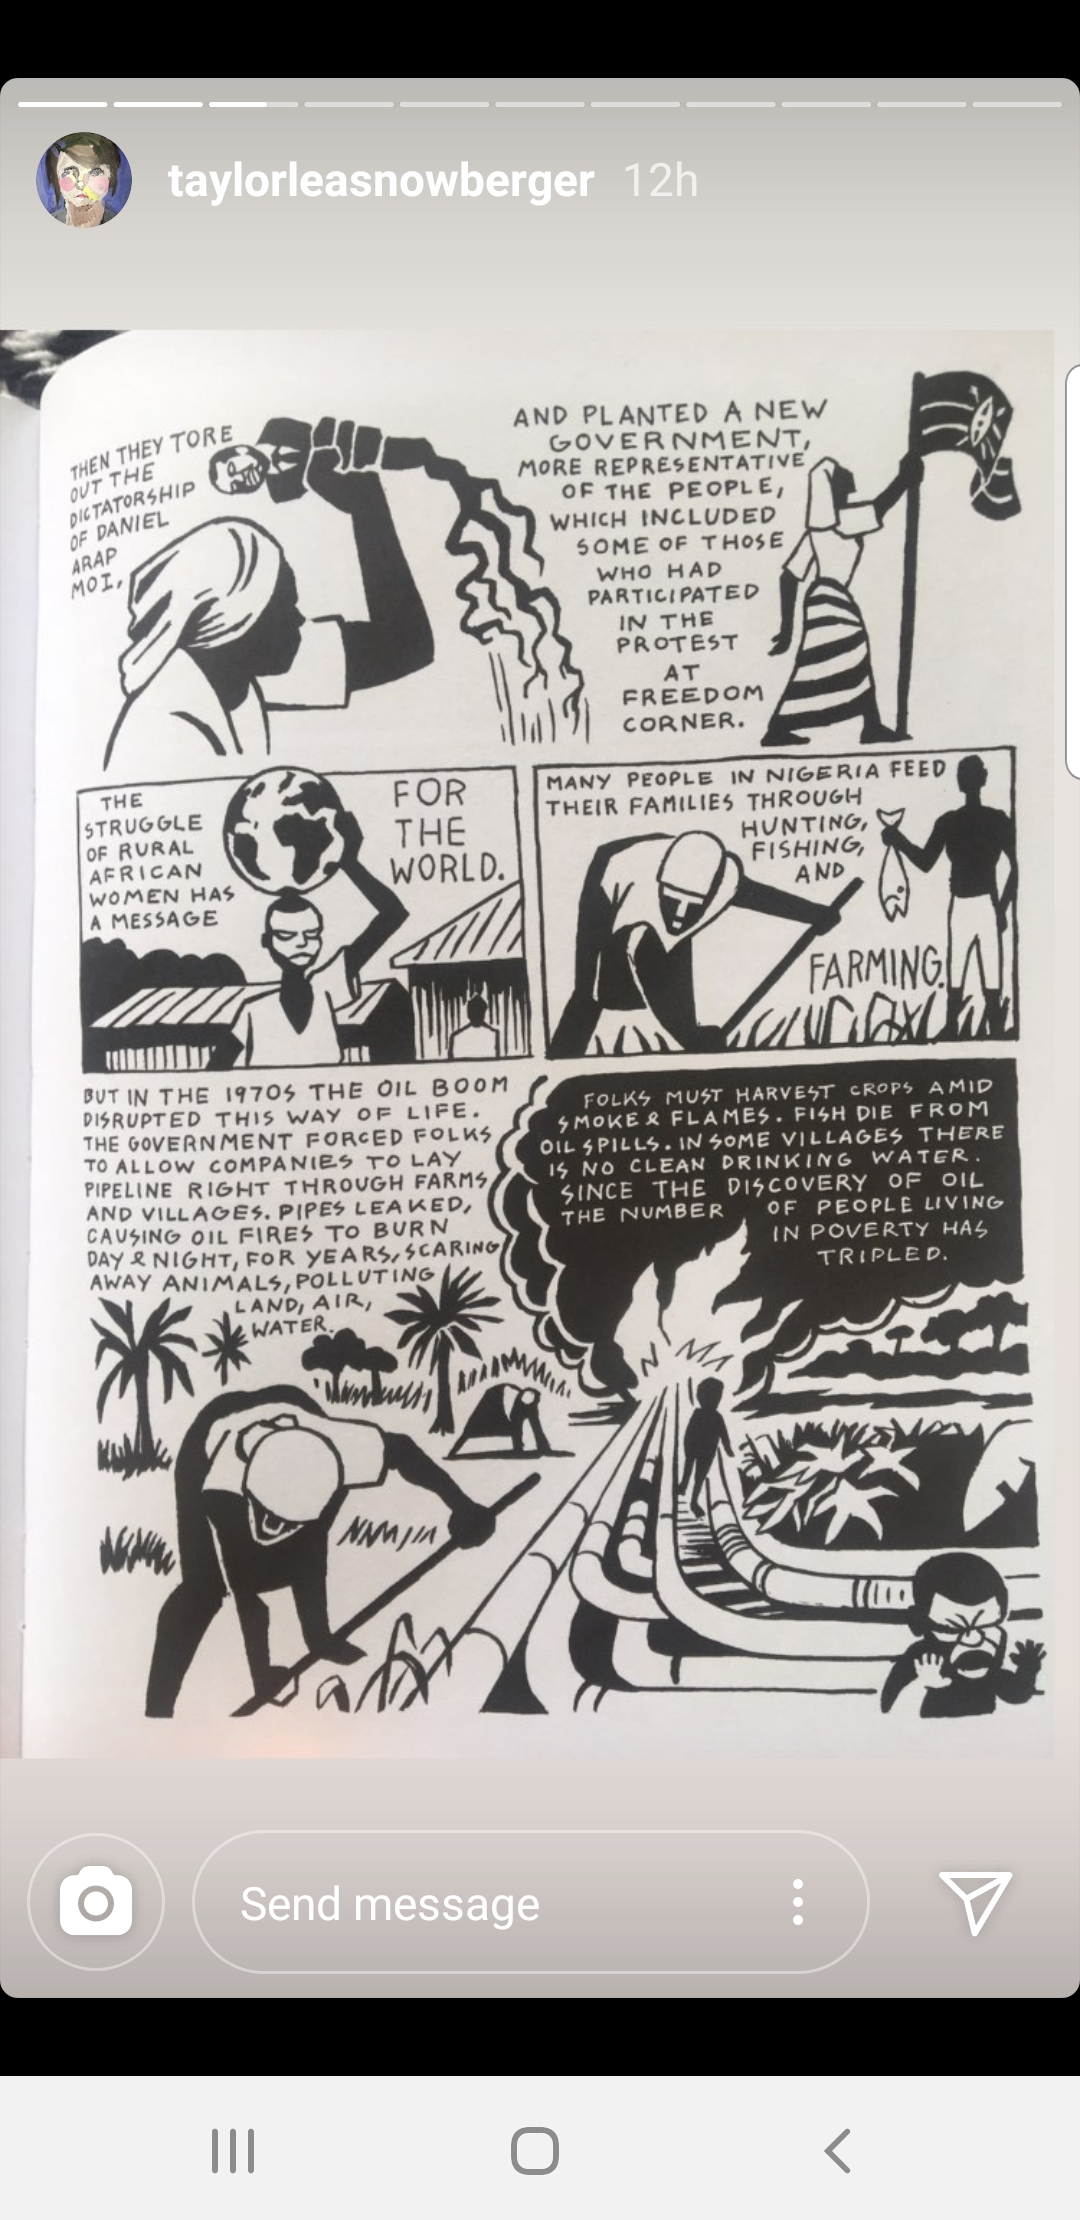 taylorleasnowberger 12h
THEN THEY TORE
OUT THE
DICTATORSHIP
OF DANIEL
ARAP
MOI,
AND PLANTED A NEW
GOVERNMENT,
MORE REPRESENTATIVE
OF THE PEOPLE,
WHICH INCLUDED
SOME OF THOSE
WHO HAD
PARTICIPATED
IN THE
PROTEST
AT
FREEDOM
CORNER.
THE
STRUGGLE
OF RURAL
AFRICAN
WOMEN HAS
A MESSAGE
FOR
THE
WORLD.
MANY PEOPLE IN NIGERIA FEED
THEIR FAMILIES THROUGH
HUNTING,
FISHING,
AND
FARMING.
BUT IN THE 1970S THE OIL BOOM
DISRUPTED THIS WAY OF LIFE.
THE GOVERNMENT FORCED FOLKS
TO ALLOW COMPANIES TO LAY
PIPELINE RIGHT THROUGH FARMS
AND VILLAGES. PIPES LEAKED,
CAUSING OIL FIRES TO BURN
DAY & NIGHT, FOR YEARS, SCARING
AWAY ANIMALS, POLLUTING
LAND, AIR,
WATER.
FOLKS MUST HARVEST CROPS AMID
SMOKE & FLAMES. FISH DIE FROM
OIL SPILLS. IN SOME VILLAGES THERE
IS NO CLEAN DRINKING WATER.
SINCE THE DISCOVERY OF OIL
THE NUMBER OF PEOPLE LIVING
IN POVERTY HAS
TRIPLED.
Send message